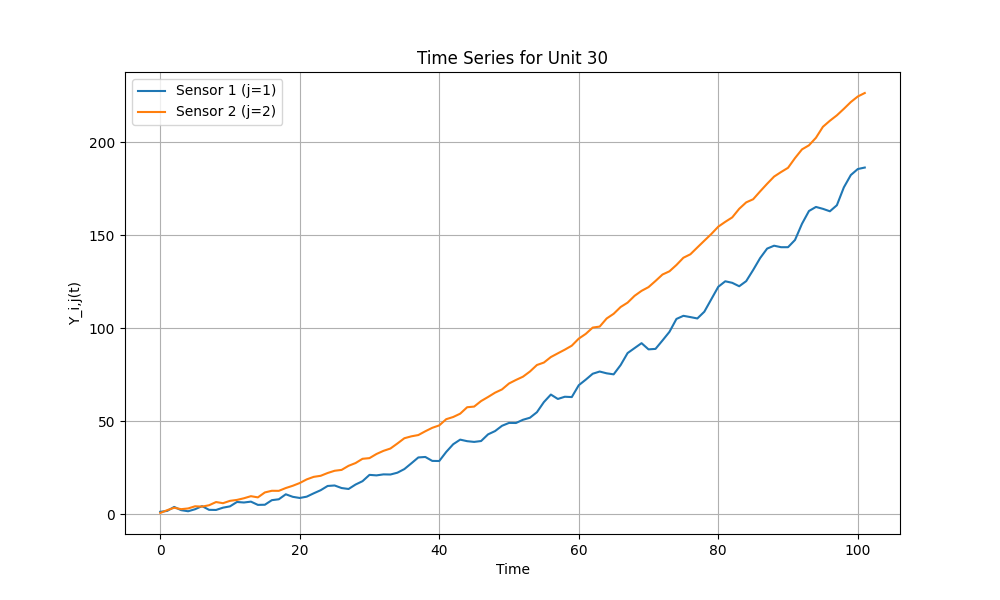 Time Series for Unit 30
Sensor 1 (j=1)
Sensor 2 (j=2)
Y_i,j(t)
200
150
100
50
0
0 20 40 60 80 100
Time